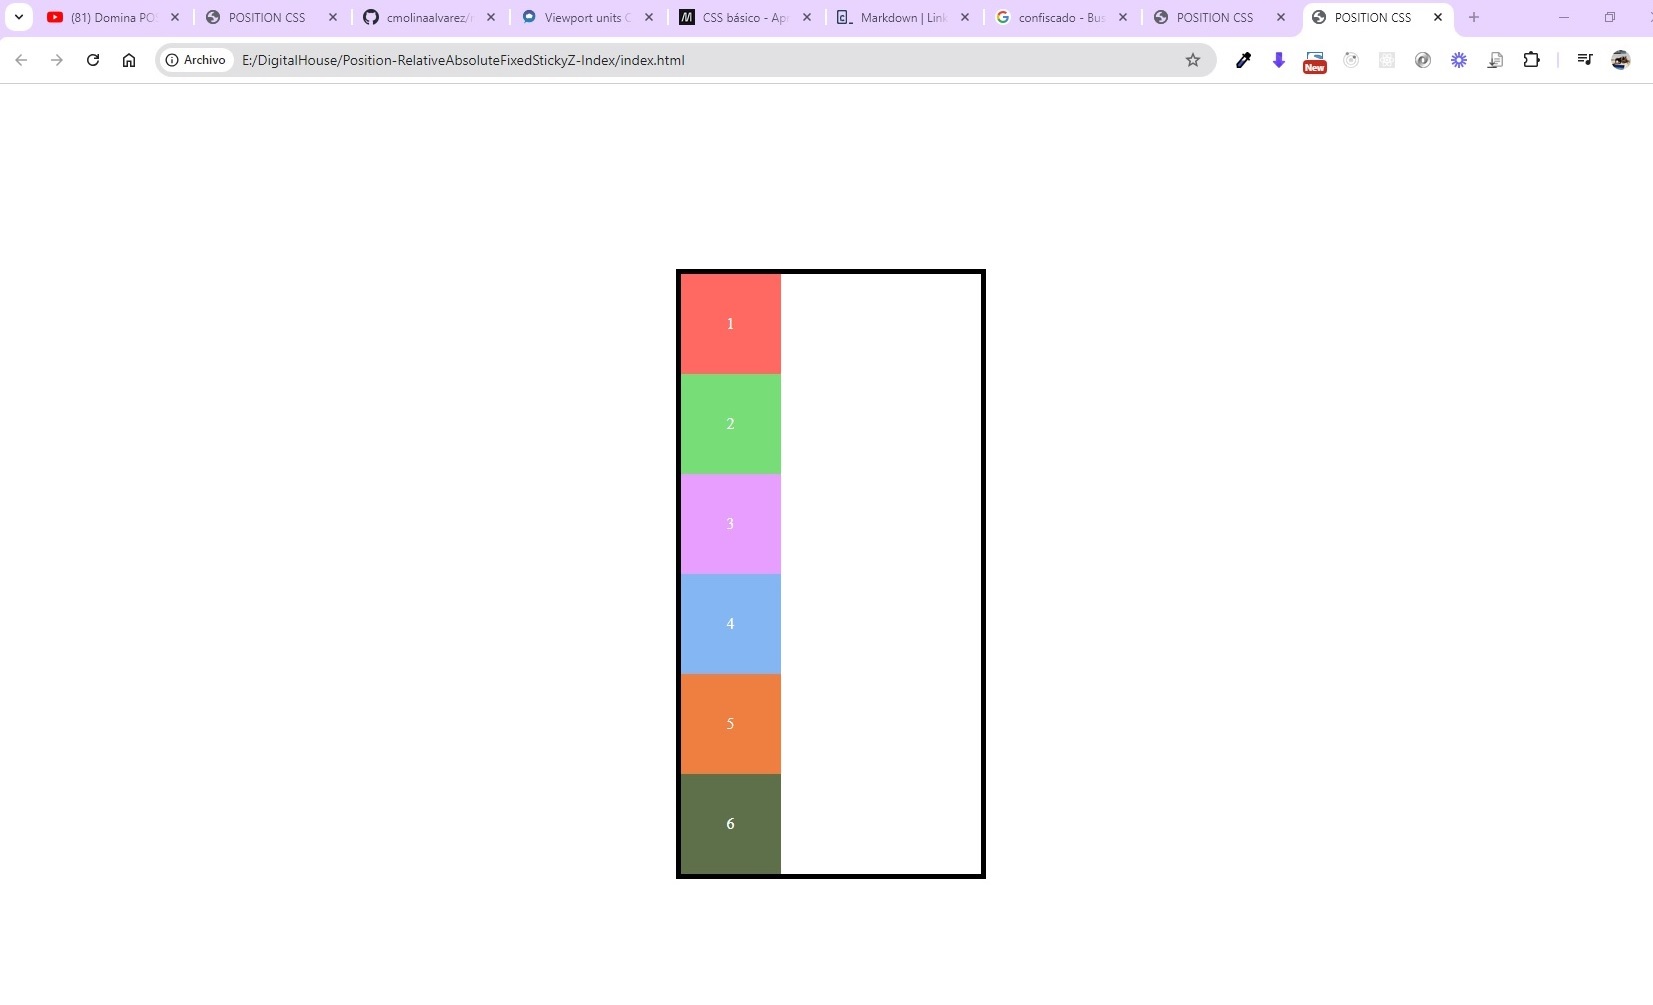 (81) Domina PO
POSITION CSS
cmolinaalvarez/
Viewport units
CSS básico - Ap
Markdown | Link
confiscado - Bus
POSITION CSS
POSITION CSS
Archivo
E:/DigitalHouse/Position-RelativeAbsoluteFixedStickyZ-Index/index.html
New
1
2
3
4
5
6